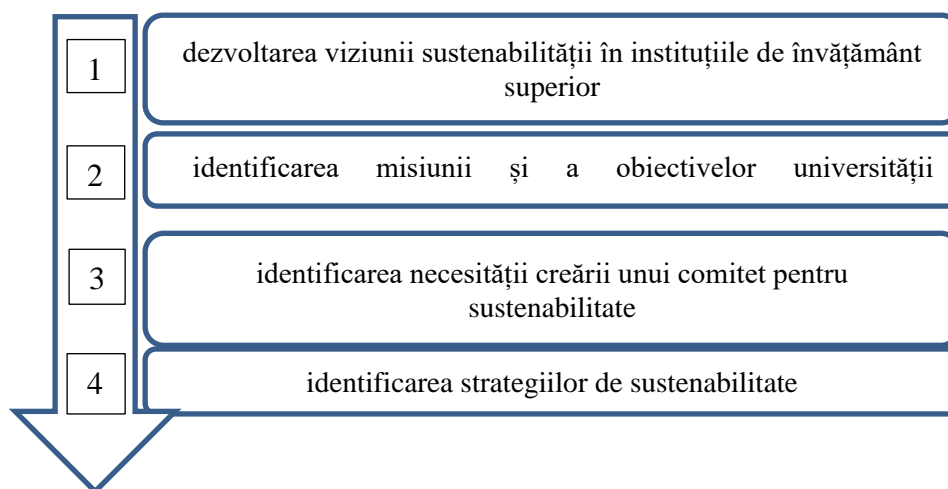 1
dezvoltarea viziunii sustenabilității în instituțiile de învățământ
superior
2
identificarea misiunii și a obiectivelor universității
3
identificarea necesității creării unui comitet pentru
sustenabilitate
4
identificarea strategiilor de sustenabilitate